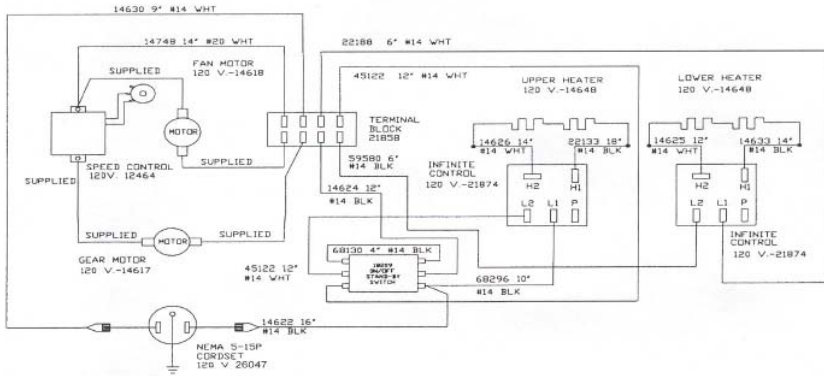 14630 9" #14 WHT
14748 14" #20 WHT
22188 6" #14 WHT
SUPPLIED
FAN MOTOR
120 V.-14618
45122 12" #14 WHT
UPPER HEATER
120 V.-14648
LOWER HEATER
120 V.-14648
MOTOR
TERMINAL
BLOCK
21858
SPEED CONTROL
120V. 12464
SUPPLIED
SUPPLIED
59580 6"
#14 BLK
INFINITE
CONTROL
120 V.-21874
14626 14"
#14 WHT
22133 18"
#14 BLK
14625 12"
#14 WHT
14633 14"
#14 BLK
14624 12"
#14 BLK
H2 H1
L2 L1 P
H2 H1
L2 L1 P
SUPPLIED
MOTOR
SUPPLIED
GEAR MOTOR
120 V.-14617
INFINITE
CONTROL
120 V.-21874
45122 12"
#14 WHT
68130 4" #14 BLK
ON/OFF
STAND-BY
SWITCH
68296 10"
#14 BLK
14622 16"
#14 BLK
NEMA 5-15P
CORDSET
120 V 26047